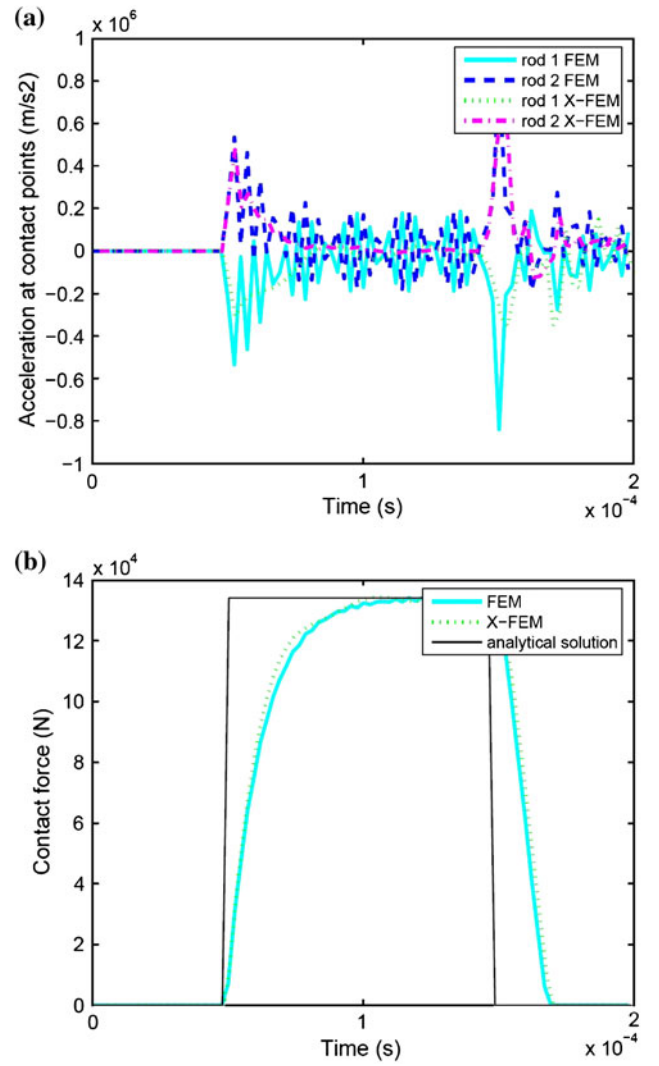 (a)
x 10^6
Acceleration at contact points (m/s2)
1
0.8
0.6
0.4
0.2
0
−0.2
−0.4
−0.6
−0.8
−1
rod 1 FEM
rod 2 FEM
rod 1 X−FEM
rod 2 X−FEM
0
1
2
Time (s)
x 10^−4
(b)
x 10^4
Contact force (N)
14
12
10
8
6
4
2
0
FEM
X−FEM
analytical solution
0
1
2
Time (s)
x 10^−4